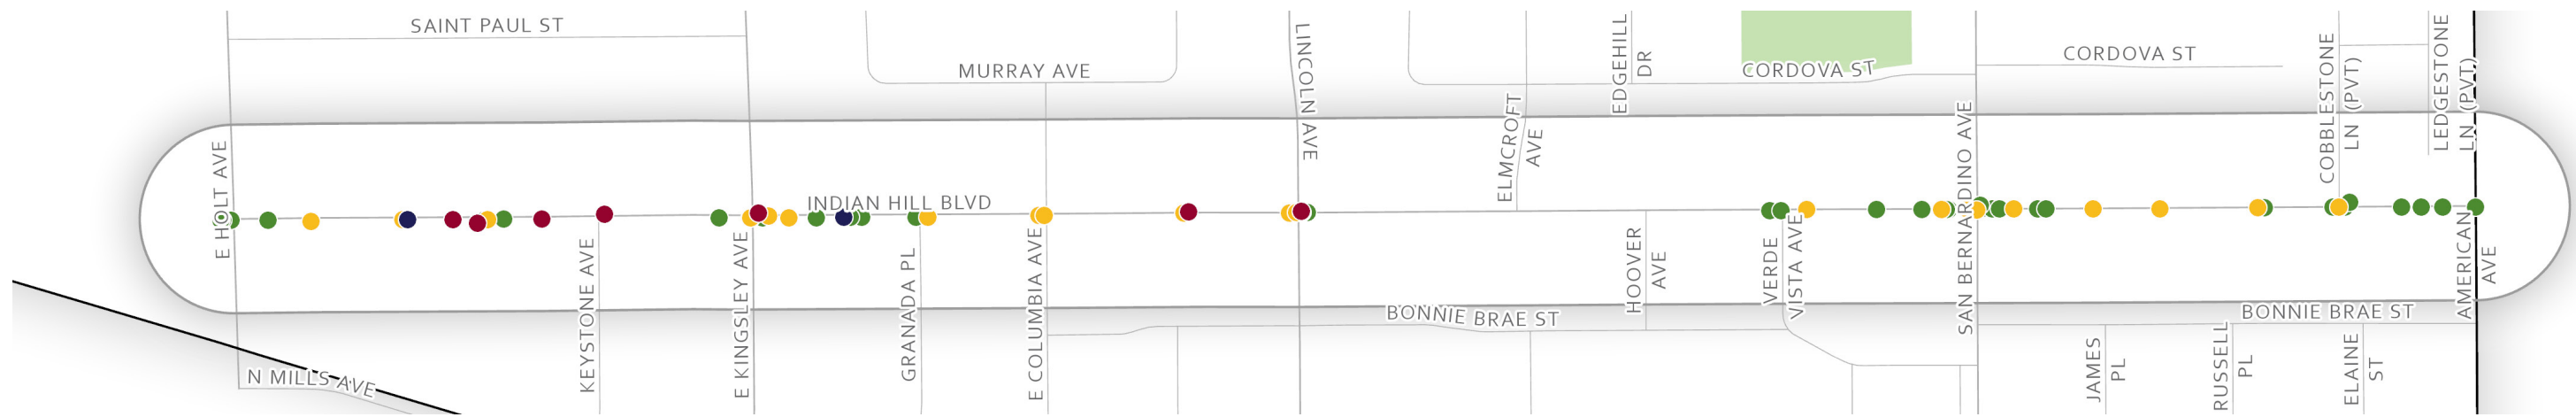 SAINT PAUL ST
MURRAY AVE
LINCOLN AVE
EDGEHILL
DR
CORDOVA ST
CORDOVA ST
COBBLESTONE
LN (PVT)
LEDGESTONE
LN (PVT)
ELMCROFT
AVE
SAN BERNARDINO AVE
E HOLT AVE
INDIAN HILL BLVD
KEYSTONE AVE
E KINGSLEY AVE
GRANADA PL
E COLUMBIA AVE
HOOVER
AVE
VERDE
VISTA AVE
AMERICAN
AVE
BONNIE BRAE ST
BONNIE BRAE ST
N MILLS AVE
JAMES
PL
RUSSELL
PL
ELAINE
ST